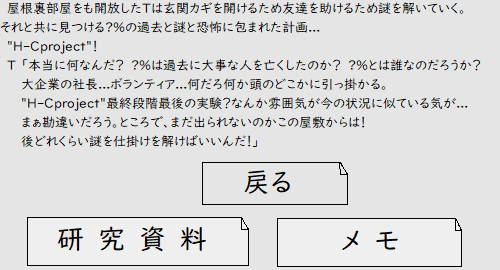 屋根裏部屋をも開放したTは玄関カギを開けるため友達を助けるため謎を解いていく。
それと共に見つける?%の過去と謎と恐怖に包まれた計画…
"H-Cproject"!
T 「本当に何なんだ? ?%は過去に大事な人を亡くしたのか? ?%とは誰なのだろうか?
大企業の社長…ボランティア…何だろ何か頭のどこかに引っ掛かる。
"H-Cproject"最終段階最後の実験?なんか雰囲気が今の状況に似ている気が…
まぁ勘違いだろう。ところで、まだ出られないのかこの屋敷からは!
後どれくらい謎を仕掛けを解けばいいんだ!」
戻る
研 究 資 料
メ モ